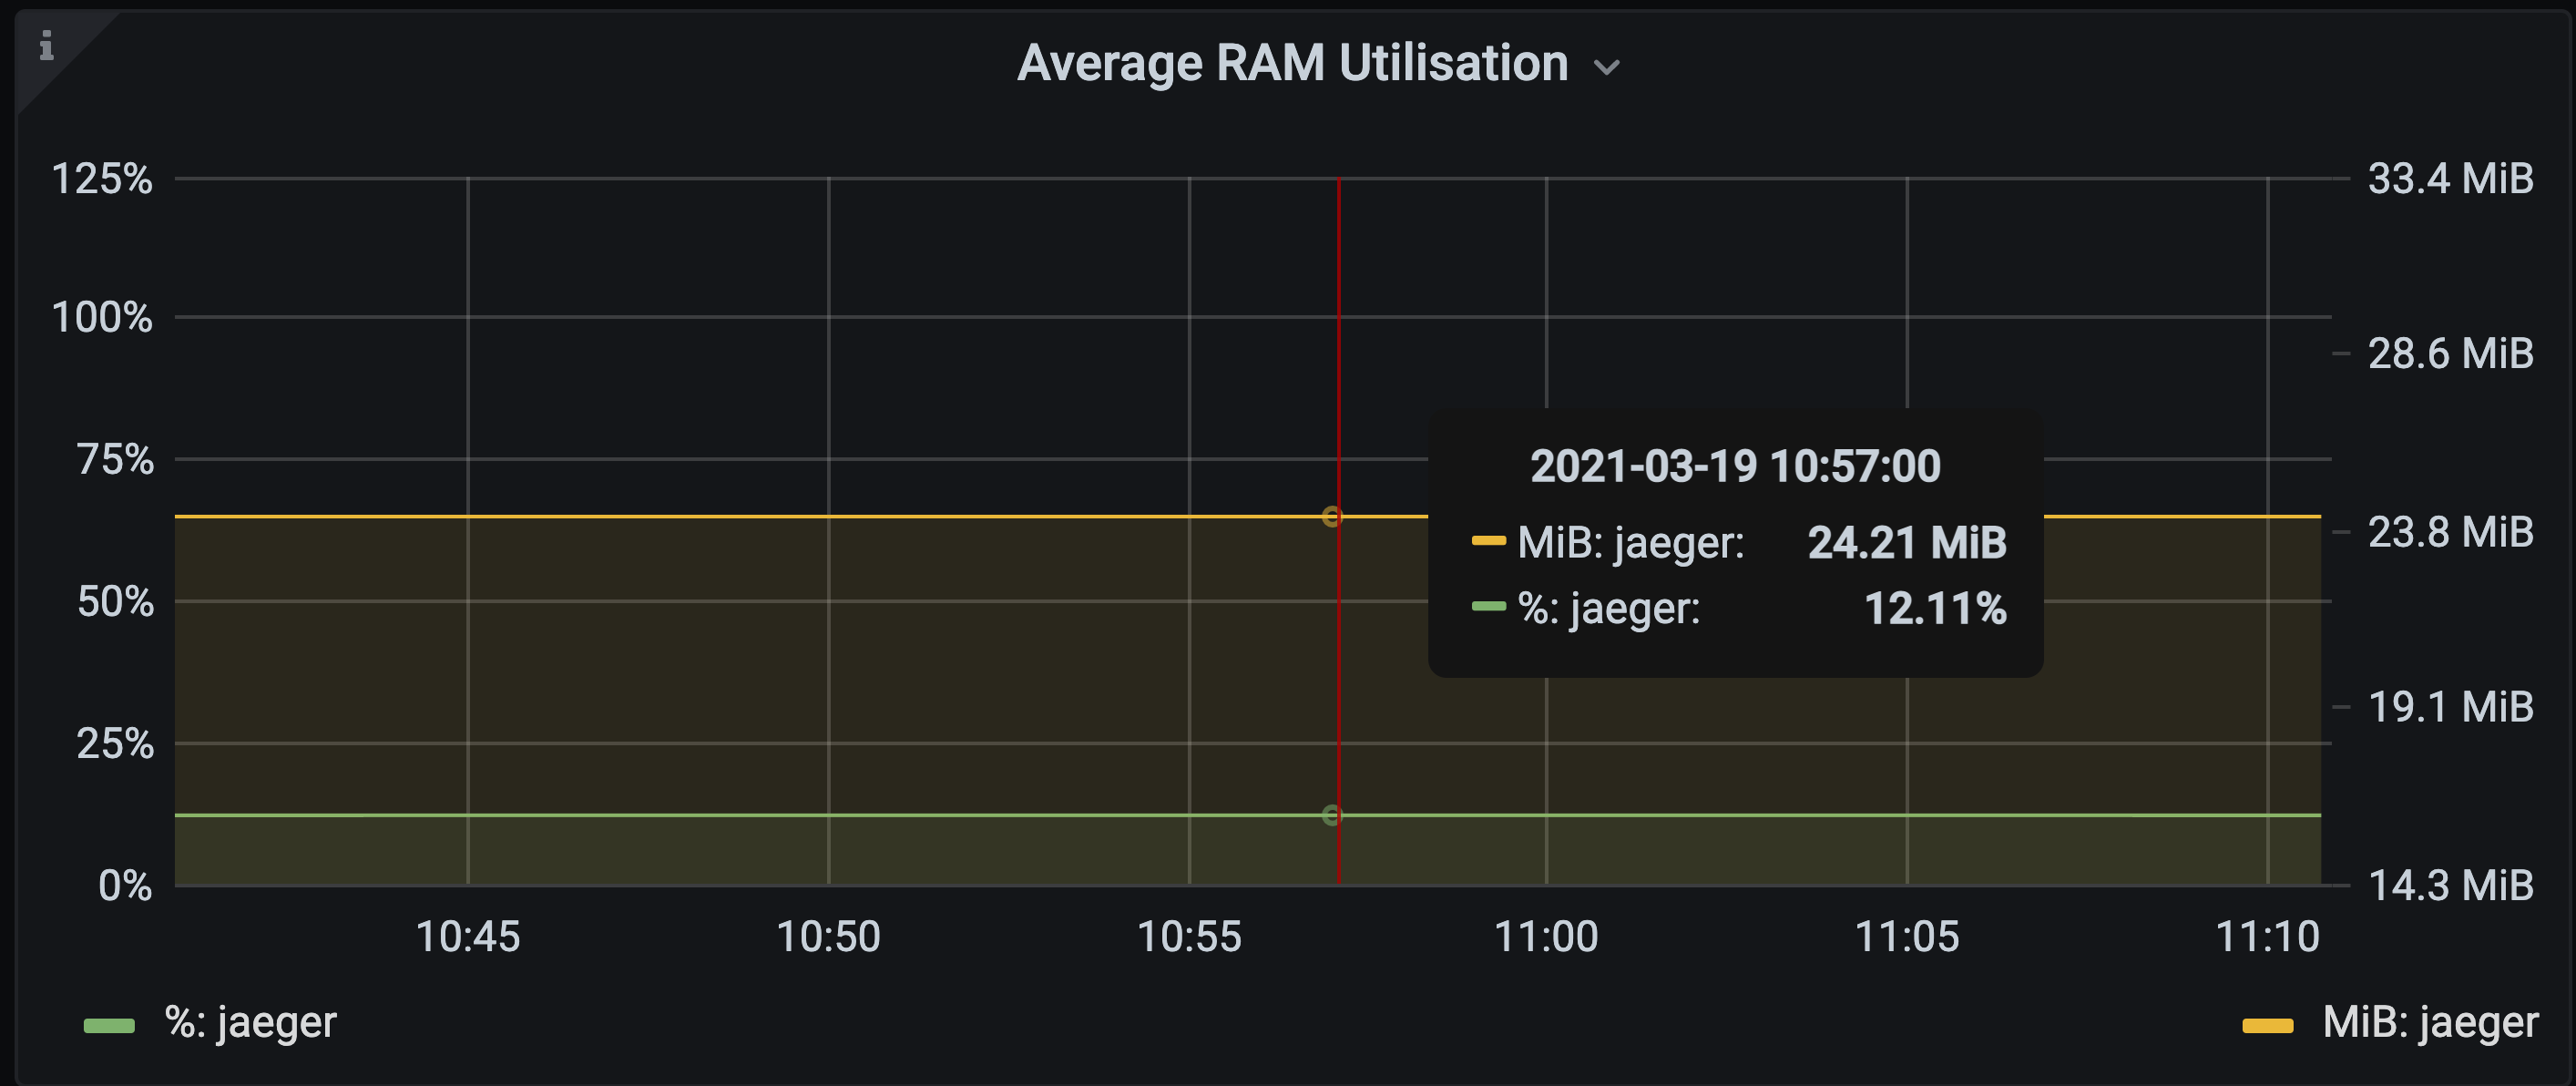 i
Average RAM Utilisation
125%
33.4 MiB
100%
28.6 MiB
75%
2021-03-19 10:57:00
MiB: jaeger: 24.21 MiB
23.8 MiB
50%
%: jaeger: 12.11%
19.1 MiB
25%
0%
14.3 MiB
10:45 10:50 10:55 11:00 11:05 11:10
%: jaeger
MiB: jaeger